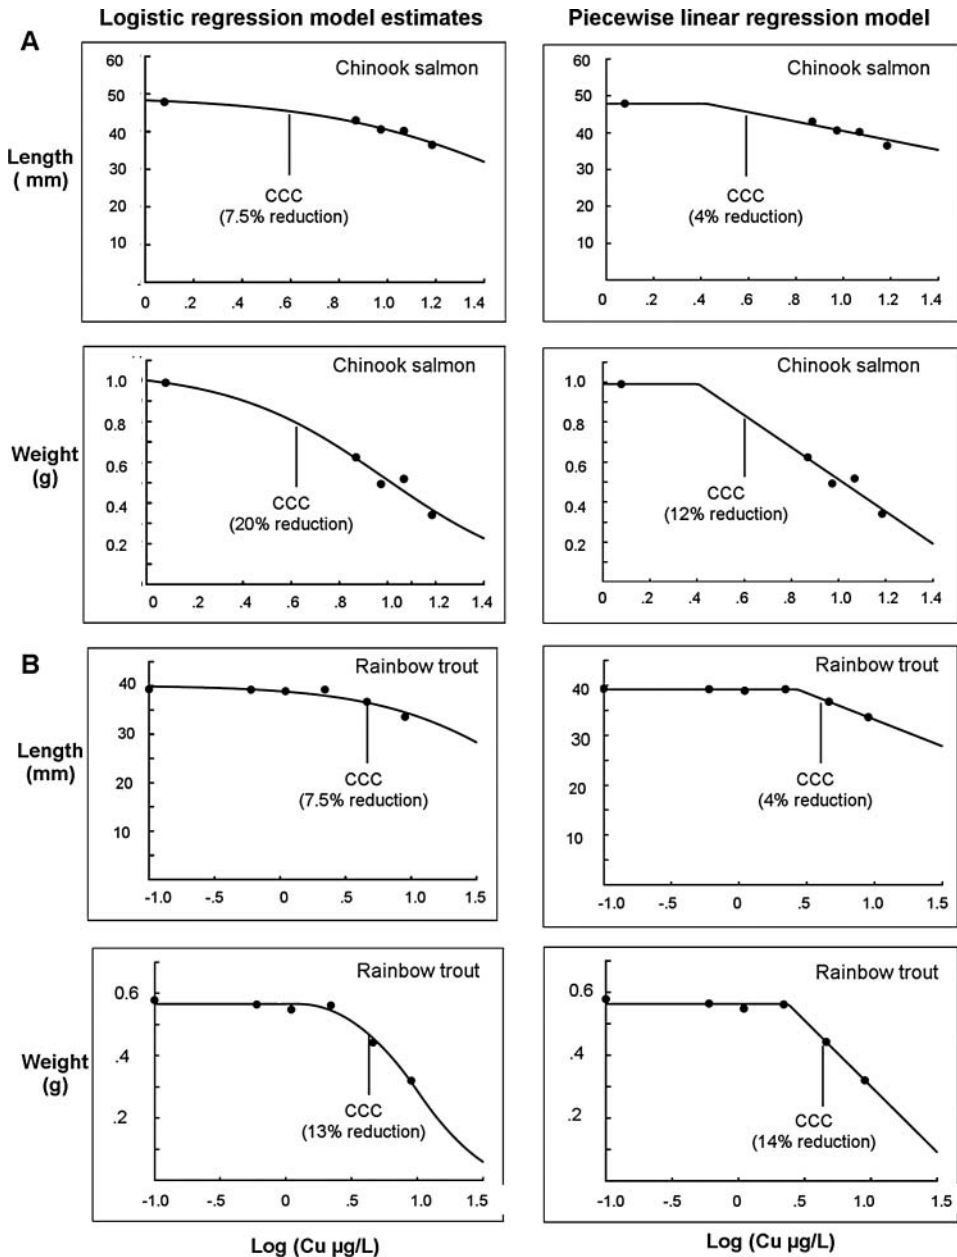 Logistic regression model estimates
Piecewise linear regression model
A
Chinook salmon
60
50
40
30
20
10
Length
( mm)
CCC
(7.5% reduction)
0 .2 .4 .6 .8 1.0 1.2 1.4
Chinook salmon
60
50
40
30
20
10
CCC
(4% reduction)
0 .2 .4 .6 .8 1.0 1.2 1.4
Chinook salmon
1.0
0.8
0.6
0.4
0.2
Weight
(g)
CCC
(20% reduction)
0 .2 .4 .6 .8 1.0 1.2 1.4
Chinook salmon
1.0
0.8
0.6
0.4
0.2
CCC
(12% reduction)
0 .2 .4 .6 .8 1.0 1.2 1.4
B
Rainbow trout
40
30
20
10
Length
(mm)
CCC
(7.5% reduction)
-1.0 0 .5 1.0 1.5
Rainbow trout
40
30
20
10
CCC
(4% reduction)
-1.0 0 .5 1.0 1.5
Rainbow trout
0.6
.4
.2
Weight
(g)
CCC
(13% reduction)
-1.0 0 .5 1.0 1.5
Rainbow trout
0.6
.4
.2
CCC
(14% reduction)
-1.0 0 .5 1.0 1.5
Log (Cu µg/L)
Log (Cu µg/L)